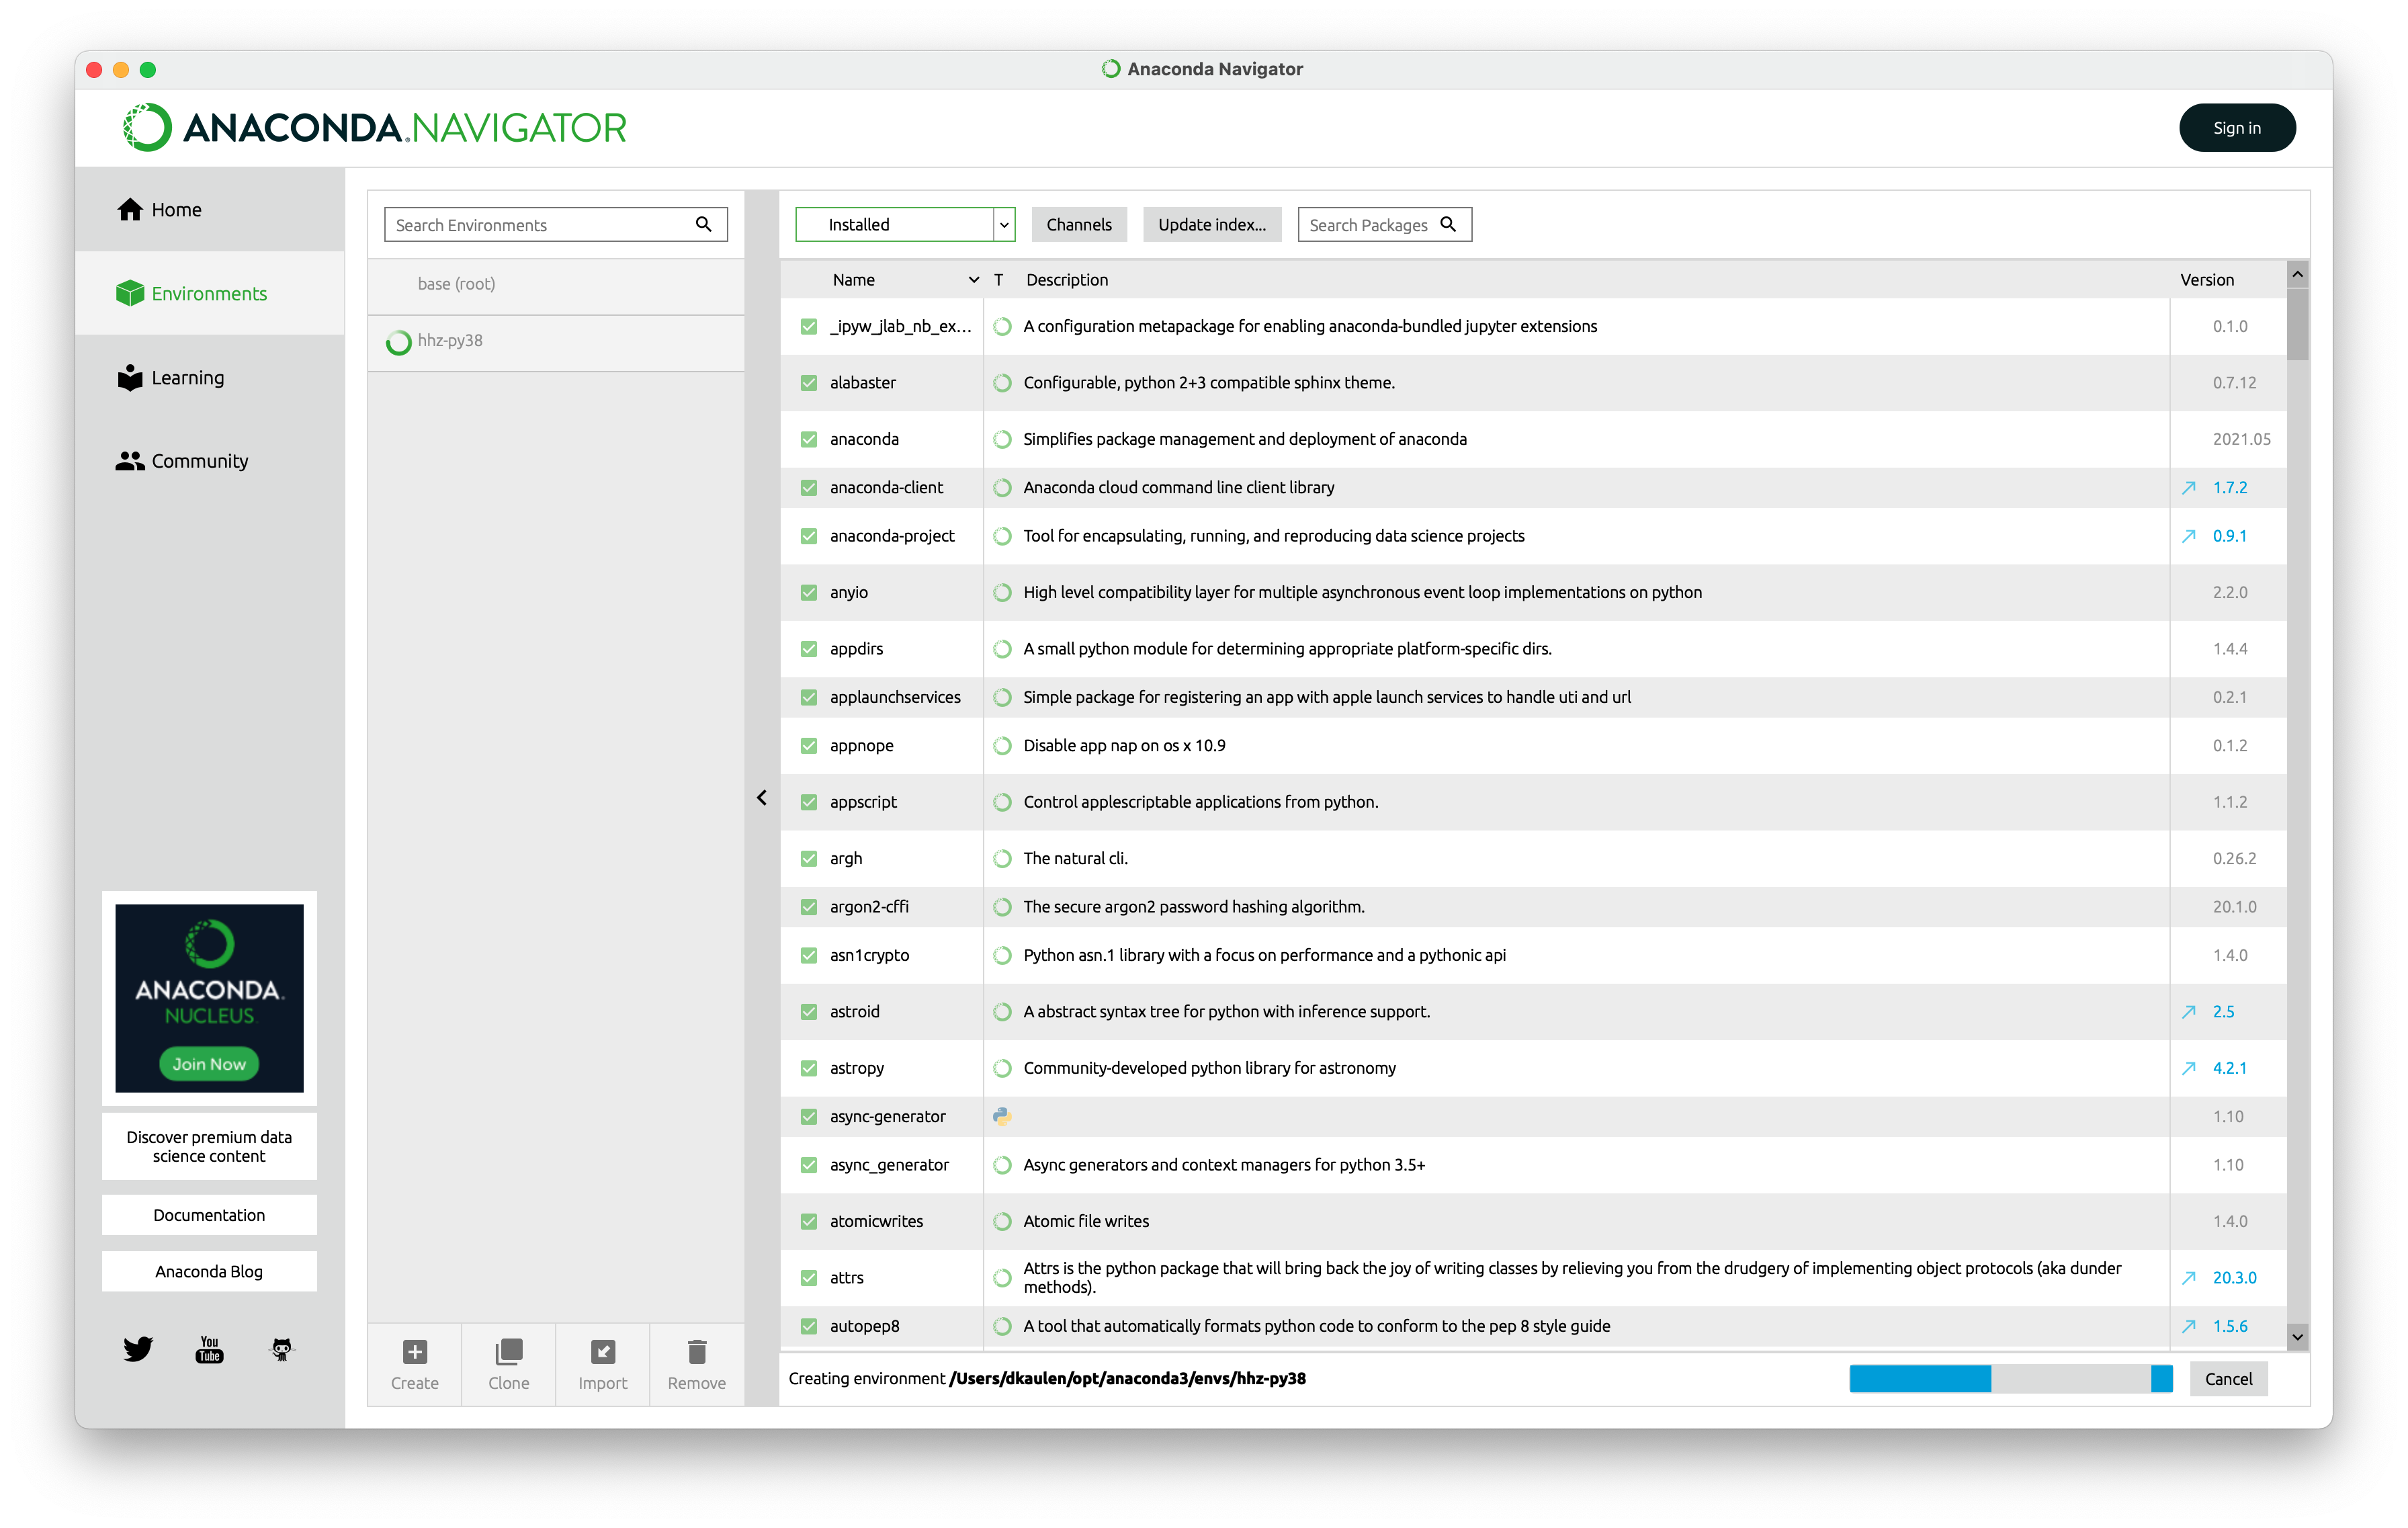 Anaconda Navigator
ANACONDA.NAVIGATOR
Sign in
Home
Environments
Learning
Community
ANACONDA.
NUCLEUS
Join Now
Discover premium data
science content
Documentation
Anaconda Blog
You
Tube
Search Environments
base (root)
hhz-py38
Create
Clone
Import
Remove
Installed
Channels
Update index...
Search Packages
Name T Description Version
_ipyw_jlab_nb_ex... A configuration metapackage for enabling anaconda-bundled jupyter extensions 0.1.0
alabaster Configurable, python 2+3 compatible sphinx theme. 0.7.12
anaconda Simplifies package management and deployment of anaconda 2021.05
anaconda-client Anaconda cloud command line client library 1.7.2
anaconda-project Tool for encapsulating, running, and reproducing data science projects 0.9.1
anyio High level compatibility layer for multiple asynchronous event loop implementations on python 2.2.0
appdirs A small python module for determining appropriate platform-specific dirs. 1.4.4
applaunchservices Simple package for registering an app with apple launch services to handle uti and url 0.2.1
appnope Disable app nap on os x 10.9 0.1.2
appscript Control applescriptable applications from python. 1.1.2
argh The natural cli. 0.26.2
argon2-cffi The secure argon2 password hashing algorithm. 20.1.0
asn1crypto Python asn.1 library with a focus on performance and a pythonic api 1.4.0
astroid A abstract syntax tree for python with inference support. 2.5
astropy Community-developed python library for astronomy 4.2.1
async-generator 1.10
async_generator Async generators and context managers for python 3.5+ 1.10
atomicwrites Atomic file writes 1.4.0
attrs Attrs is the python package that will bring back the joy of writing classes by relieving you from the drudgery of implementing object protocols (aka dunder
methods). 20.3.0
autopep8 A tool that automatically formats python code to conform to the pep 8 style guide 1.5.6
Creating environment /Users/dkaulen/opt/anaconda3/envs/hhz-py38
Cancel